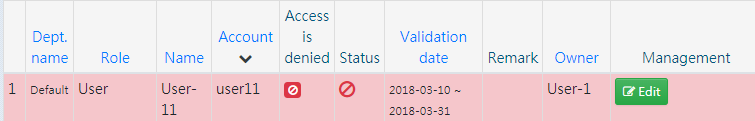 Dept. name
Role
Name
Account
Access is denied
Status
Validation date
Remark
Owner
Management
1
Default
User
User-11
user11
2018-03-10 ~
2018-03-31
User-1
Edit